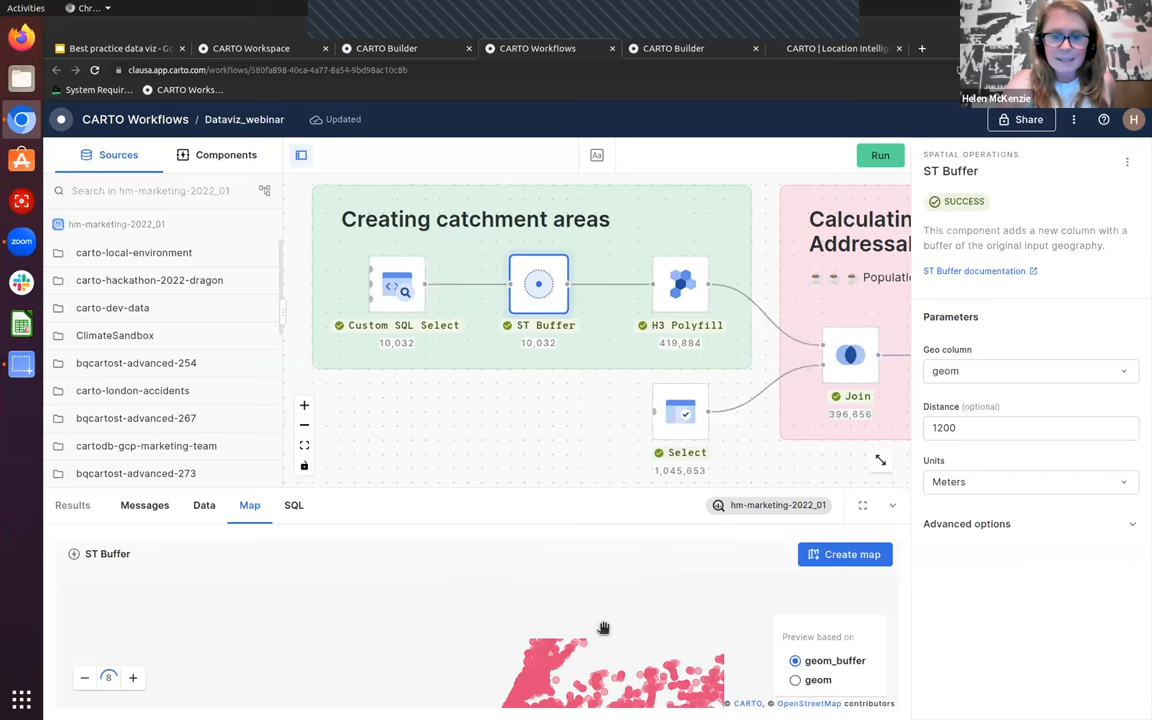 Activities
Chr...
Best practice data viz - Go
CARTO Workspace
CARTO Builder
CARTO Workflows
CARTO Builder
CARTO | Location Intellig
clausa.app.carto.com/workflows/580fa898-40ca-4a77-8a54-9bd98ac10c8b
System Requir...
CARTO Works...
Helen McKenzie
CARTO Workflows / Dataviz_webinar
Updated
Share
H
Sources
Components
Aa
Run
Search in hm-marketing-2022_01
hm-marketing-2022_01
carto-local-environment
carto-hackathon-2022-dragon
carto-dev-data
ClimateSandbox
bqcartost-advanced-254
carto-london-accidents
bqcartost-advanced-267
cartodb-gcp-marketing-team
bqcartost-advanced-273
zoom
Creating catchment areas
Custom SQL Select
10,032
ST Buffer
10,032
H3 Polyfill
419,884
Select
1,045,653
Calculatin
Addressal
Populatio
Join
396,656
SPATIAL OPERATIONS
ST Buffer
SUCCESS
This component adds a new column with a
buffer of the original input geography.
ST Buffer documentation
Parameters
Geo column
geom
Distance (optional)
1200
Units
Meters
Advanced options
Results
Messages
Data
Map
SQL
hm-marketing-2022_01
ST Buffer
Create map
8
Preview based on
geom_buffer
geom
© CARTO, © OpenStreetMap contributors